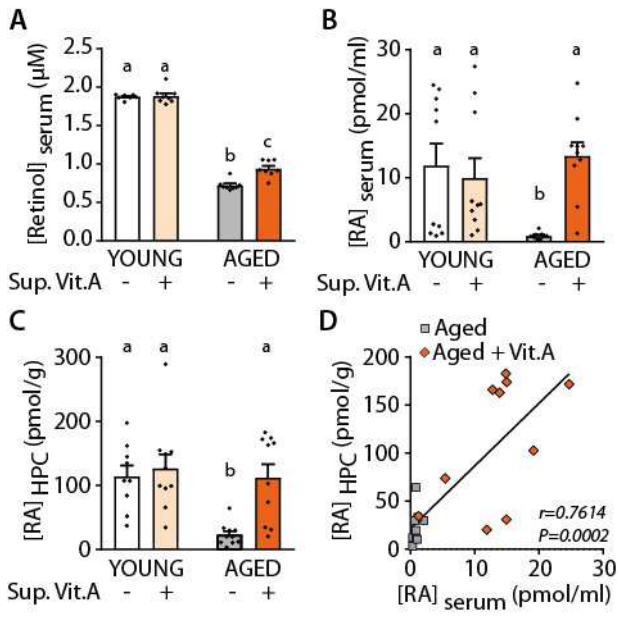 A
[Retinol] serum (µM)
2.5
2.0
1.5
1.0
0.5
0.0
a a b c
YOUNG AGED
Sup. Vit.A - + - +
B
[RA] serum (pmol/ml)
30
20
10
0
a a b a
YOUNG AGED
Sup. Vit.A - + - +
C
[RA] HPC (pmol/g)
300
200
100
0
a a b a
YOUNG AGED
Sup. Vit.A - + - +
D
Aged
Aged + Vit.A
[RA] HPC (pmol/g)
200
150
100
50
0
r=0.7614
P=0.0002
0 10 20 30
[RA] serum (pmol/ml)